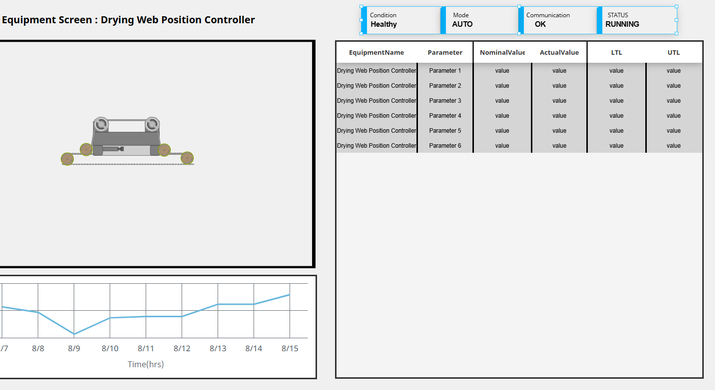 Equipment Screen : Drying Web Position Controller
Condition Mode Communication STATUS
Healthy AUTO OK RUNNING
EquipmentName Parameter NominalValue ActualValue LTL UTL
Drying Web Position Controller Parameter 1 value value value value
Drying Web Position Controller Parameter 2 value value value value
Drying Web Position Controller Parameter 3 value value value value
Drying Web Position Controller Parameter 4 value value value value
Drying Web Position Controller Parameter 5 value value value value
Drying Web Position Controller Parameter 6 value value value value
/7 8/8 8/9 8/10 8/11 8/12 8/13 8/14 8/15
Time(hrs)